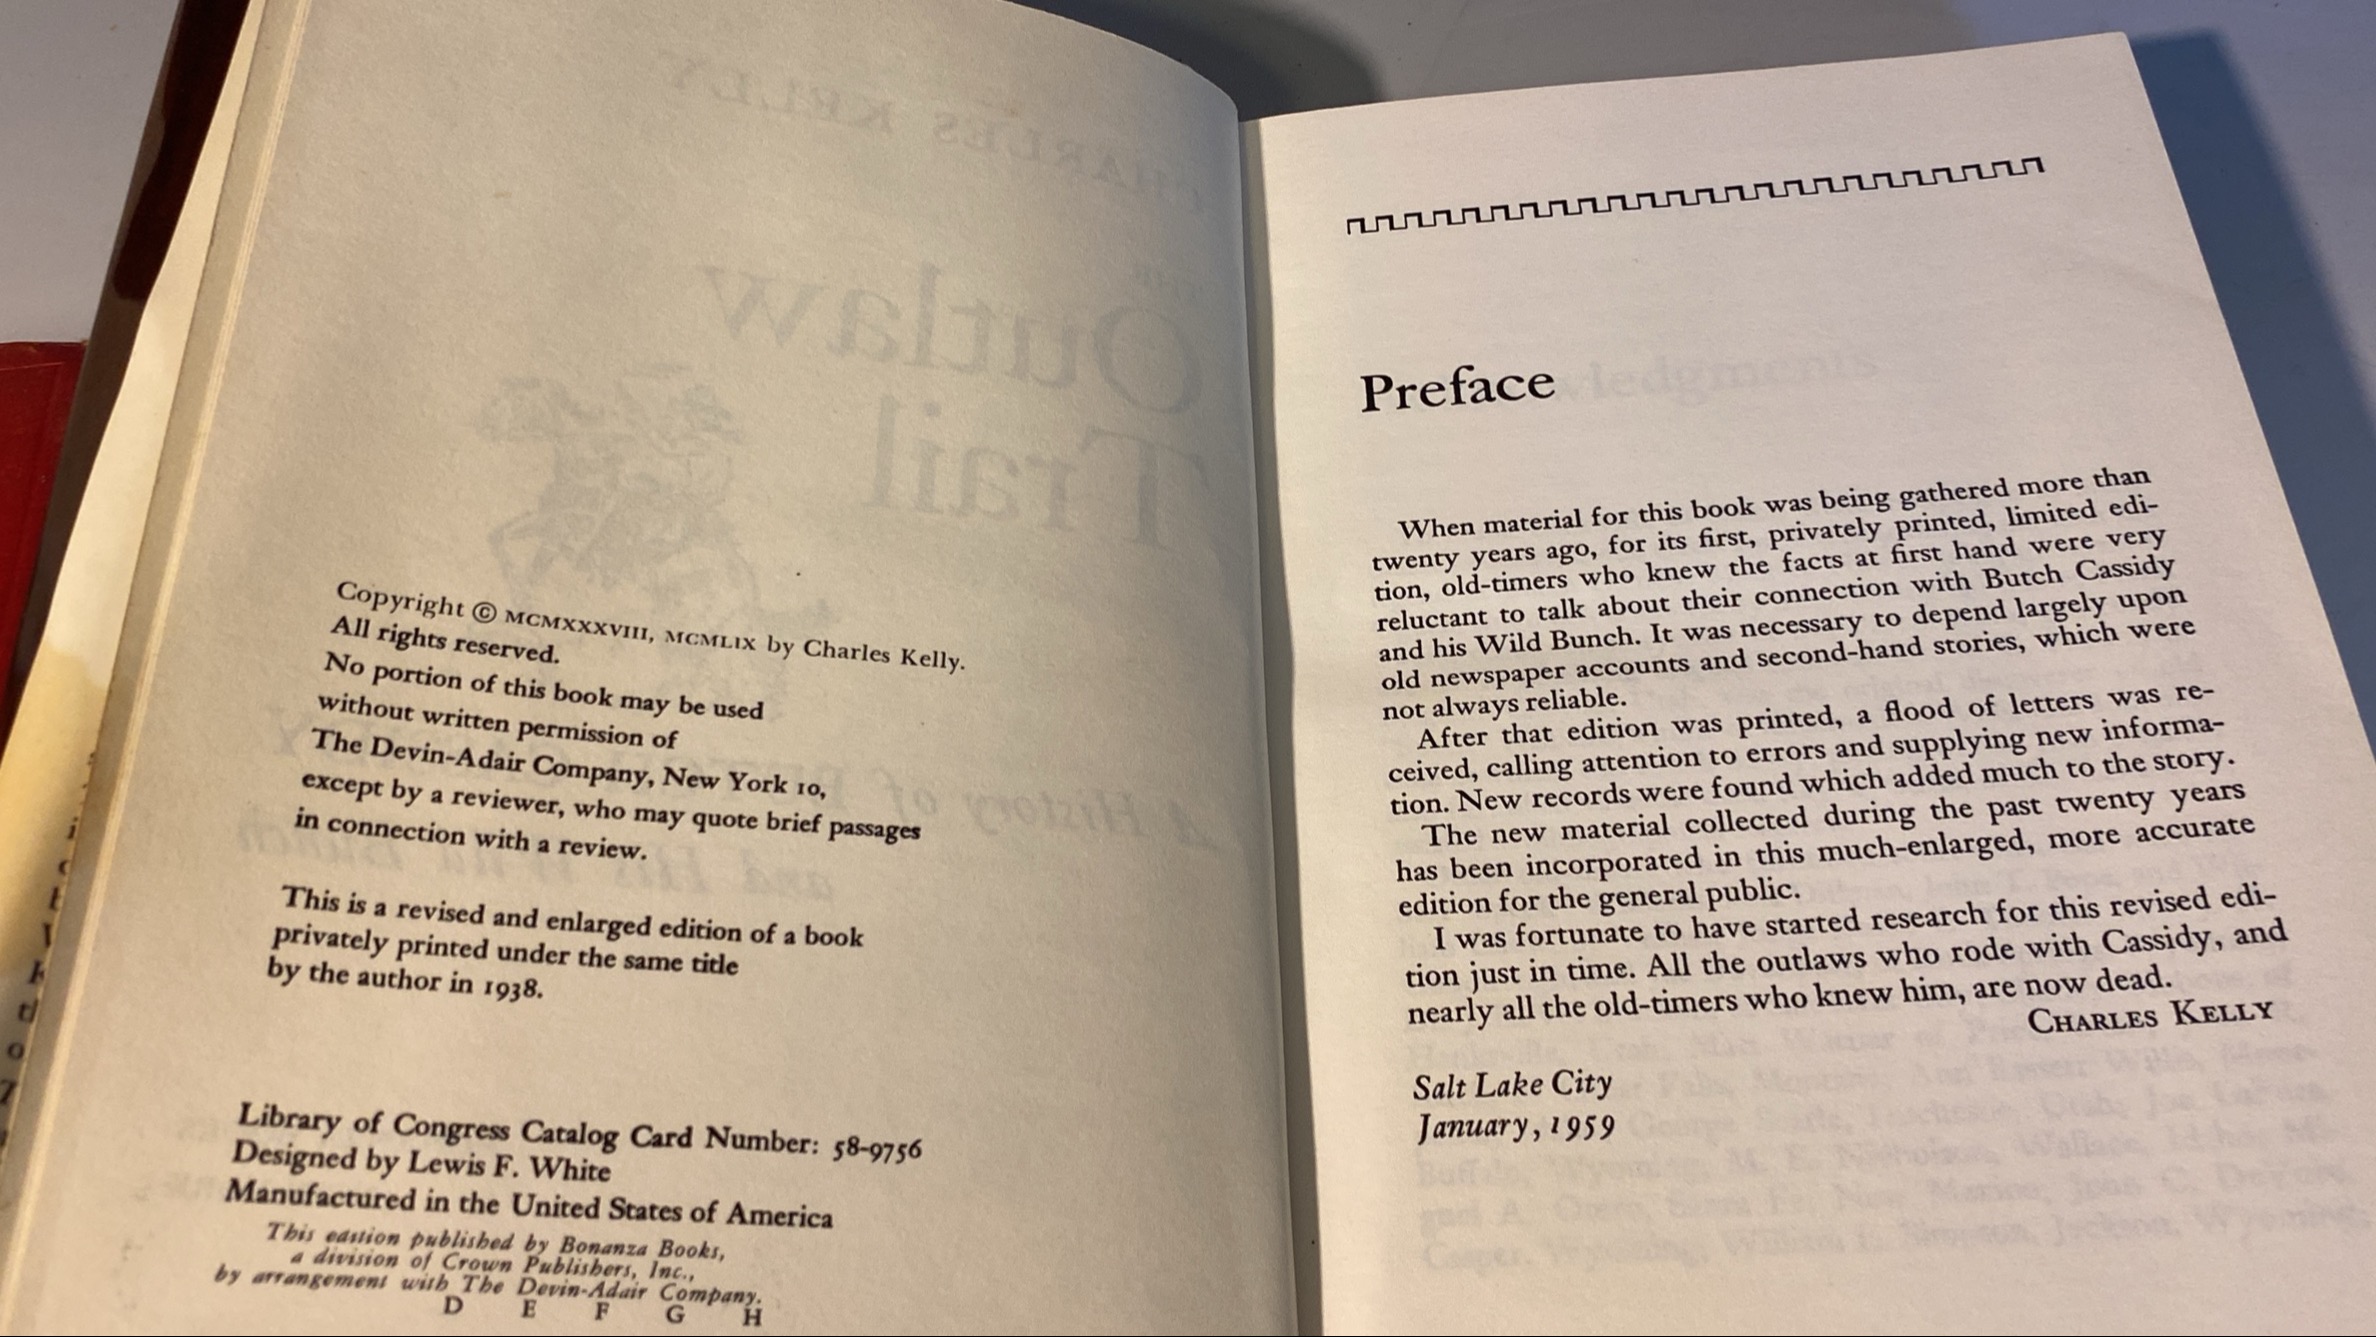 CHARLES KELLY
Outlaw
Trail
Copyright © MCMXXXVIII, MCMLIX by Charles Kelly.
All rights reserved.
No portion of this book may be used
without written permission of
The Devin-Adair Company, New York 10,
except by a reviewer, who may quote brief passages
in connection with a review.
This is a revised and enlarged edition of a book
privately printed under the same title
by the author in 1938.
Library of Congress Catalog Card Number: 58-9756
Designed by Lewis F. White
Manufactured in the United States of America
This edition published by Bonanza Books,
a division of Crown Publishers, Inc.,
by arrangement with The Devin-Adair Company.
D E F G H
Preface
When material for this book was being gathered more than
twenty years ago, for its first, privately printed, limited edi-
tion, old-timers who knew the facts at first hand were very
reluctant to talk about their connection with Butch Cassidy
and his Wild Bunch. It was necessary to depend largely upon
old newspaper accounts and second-hand stories, which were
not always reliable.
After that edition was printed, a flood of letters was re-
ceived, calling attention to errors and supplying new informa-
tion. New records were found which added much to the story.
The new material collected during the past twenty years
has been incorporated in this much-enlarged, more accurate
edition for the general public.
I was fortunate to have started research for this revised edi-
tion just in time. All the outlaws who rode with Cassidy, and
nearly all the old-timers who knew him, are now dead.
CHARLES KELLY
Salt Lake City
January, 1959